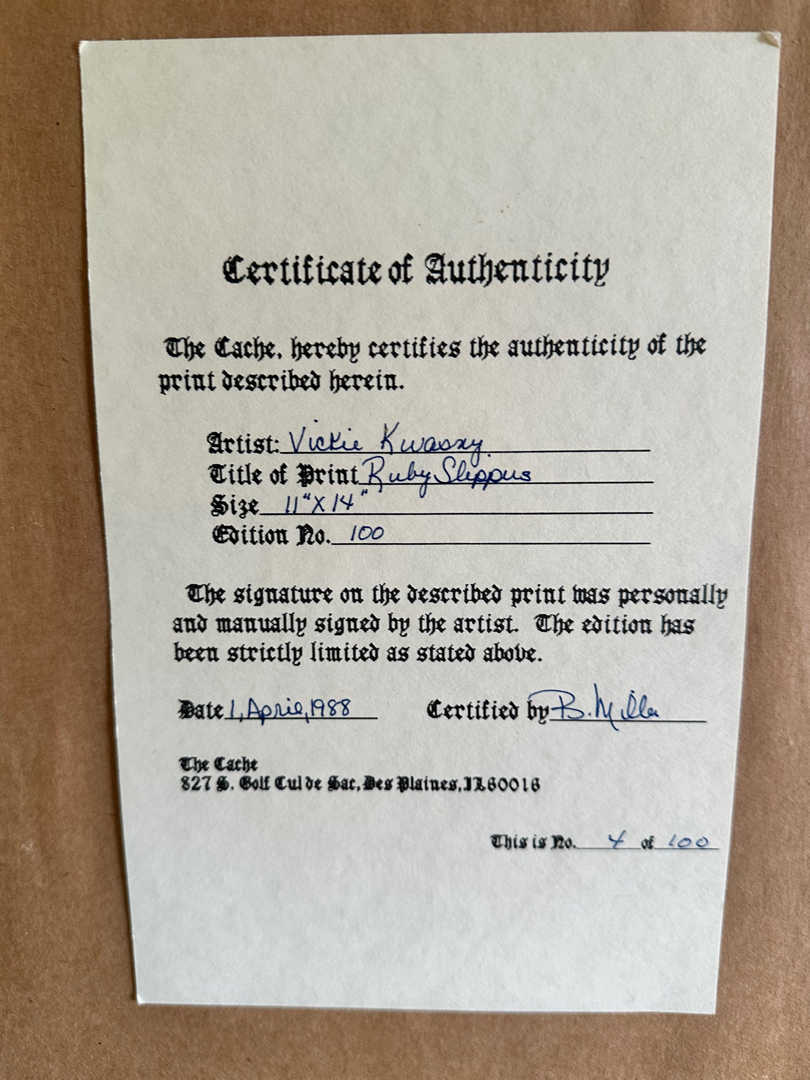 Certificate of Authenticity
The Cache, hereby certifies the authenticity of the
print described herein.
Artist: Vickie Kwasny
Title of Print Ruby Slippers
Size 11"X 14"
Edition No. 100
The signature on the described print was personally
and manually signed by the artist. The edition has
been strictly limited as stated above.
Date 1, April, 1988 Certified by B. Miller
The Cache
827 S. Golf Cul de Sac, Des Plaines, IL 60016
This is No. 4 of 100